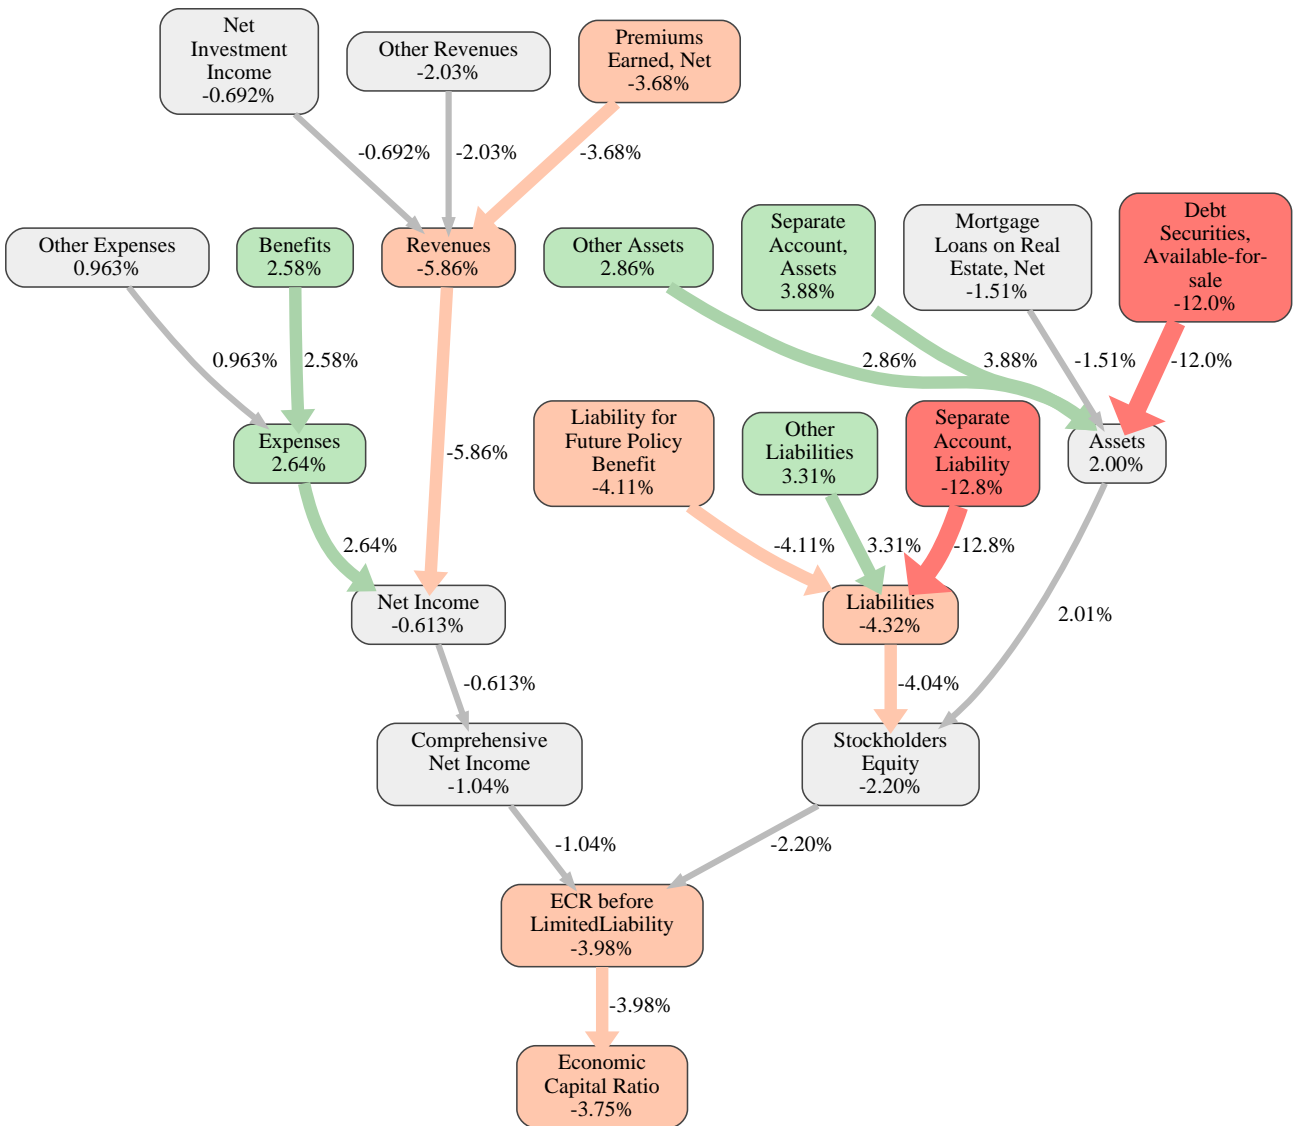 Net
Investment
Income
-0.692%
Other Revenues
-2.03%
Premiums
Earned, Net
-3.68%
-0.692%
-2.03%
-3.68%
Other Expenses
0.963%
Benefits
2.58%
Revenues
-5.86%
Other Assets
2.86%
Separate
Account,
Assets
3.88%
Mortgage
Loans on Real
Estate, Net
-1.51%
Debt
Securities,
Available-for-
sale
-12.0%
0.963%
2.58%
2.86%
3.88%
-1.51%
-12.0%
Expenses
2.64%
-5.86%
Liability for
Future Policy
Benefit
-4.11%
Other
Liabilities
3.31%
Separate
Account,
Liability
-12.8%
Assets
2.00%
2.64%
-4.11%
3.31%
-12.8%
Net Income
-0.613%
Liabilities
-4.32%
2.01%
-0.613%
-4.04%
Comprehensive
Net Income
-1.04%
Stockholders
Equity
-2.20%
-1.04%
-2.20%
ECR before
LimitedLiability
-3.98%
-3.98%
Economic
Capital Ratio
-3.75%